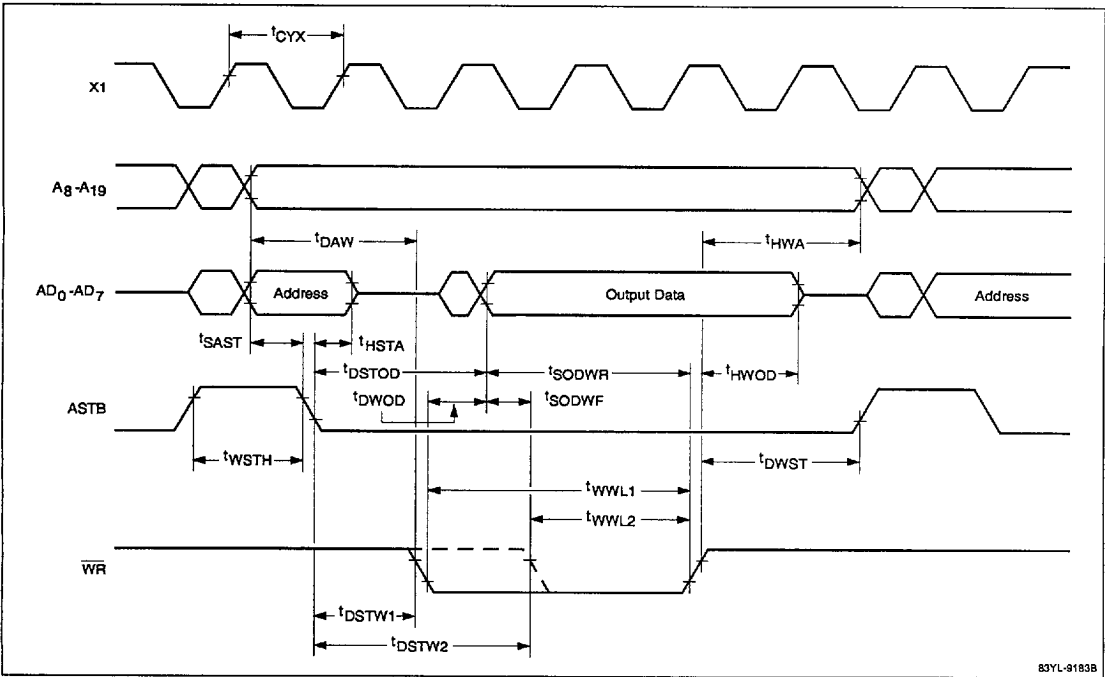 tCYX
X1
A8-A19
tDAW
tHWA
AD0-AD7
Address
Output Data
Address
tSAST
tHSTA
tDSTOD
tSODWR
tHWOD
tDWOD
tSODWF
ASTB
tWSTH
tDWST
tWWL1
tWWL2
WR
tDSTW1
tDSTW2
83YL-9183B